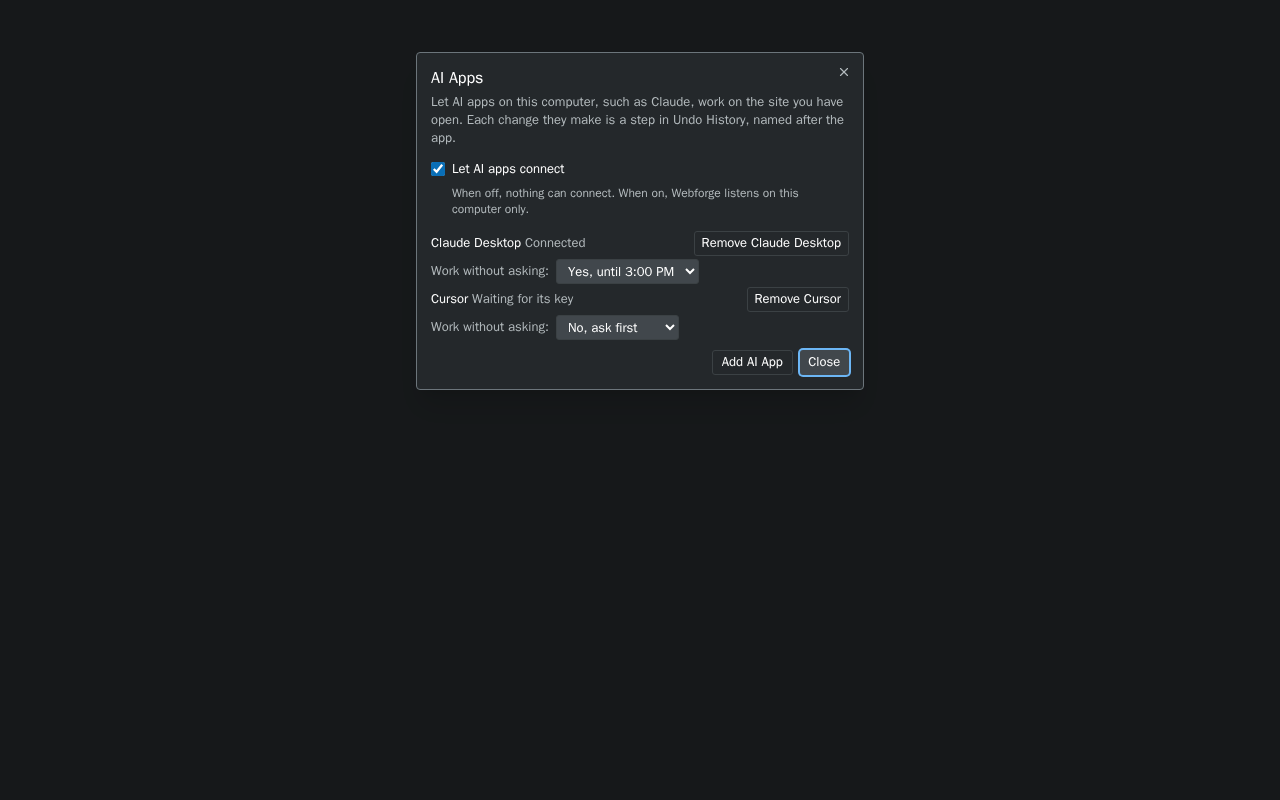 AI Apps
Let AI apps on this computer, such as Claude, work on the site you have
open. Each change they make is a step in Undo History, named after the
app.
Let AI apps connect
When off, nothing can connect. When on, Webforge listens on this
computer only.
Claude Desktop Connected
Remove Claude Desktop
Work without asking: Yes, until 3:00 PM
Cursor Waiting for its key
Remove Cursor
Work without asking: No, ask first
Add AI App
Close